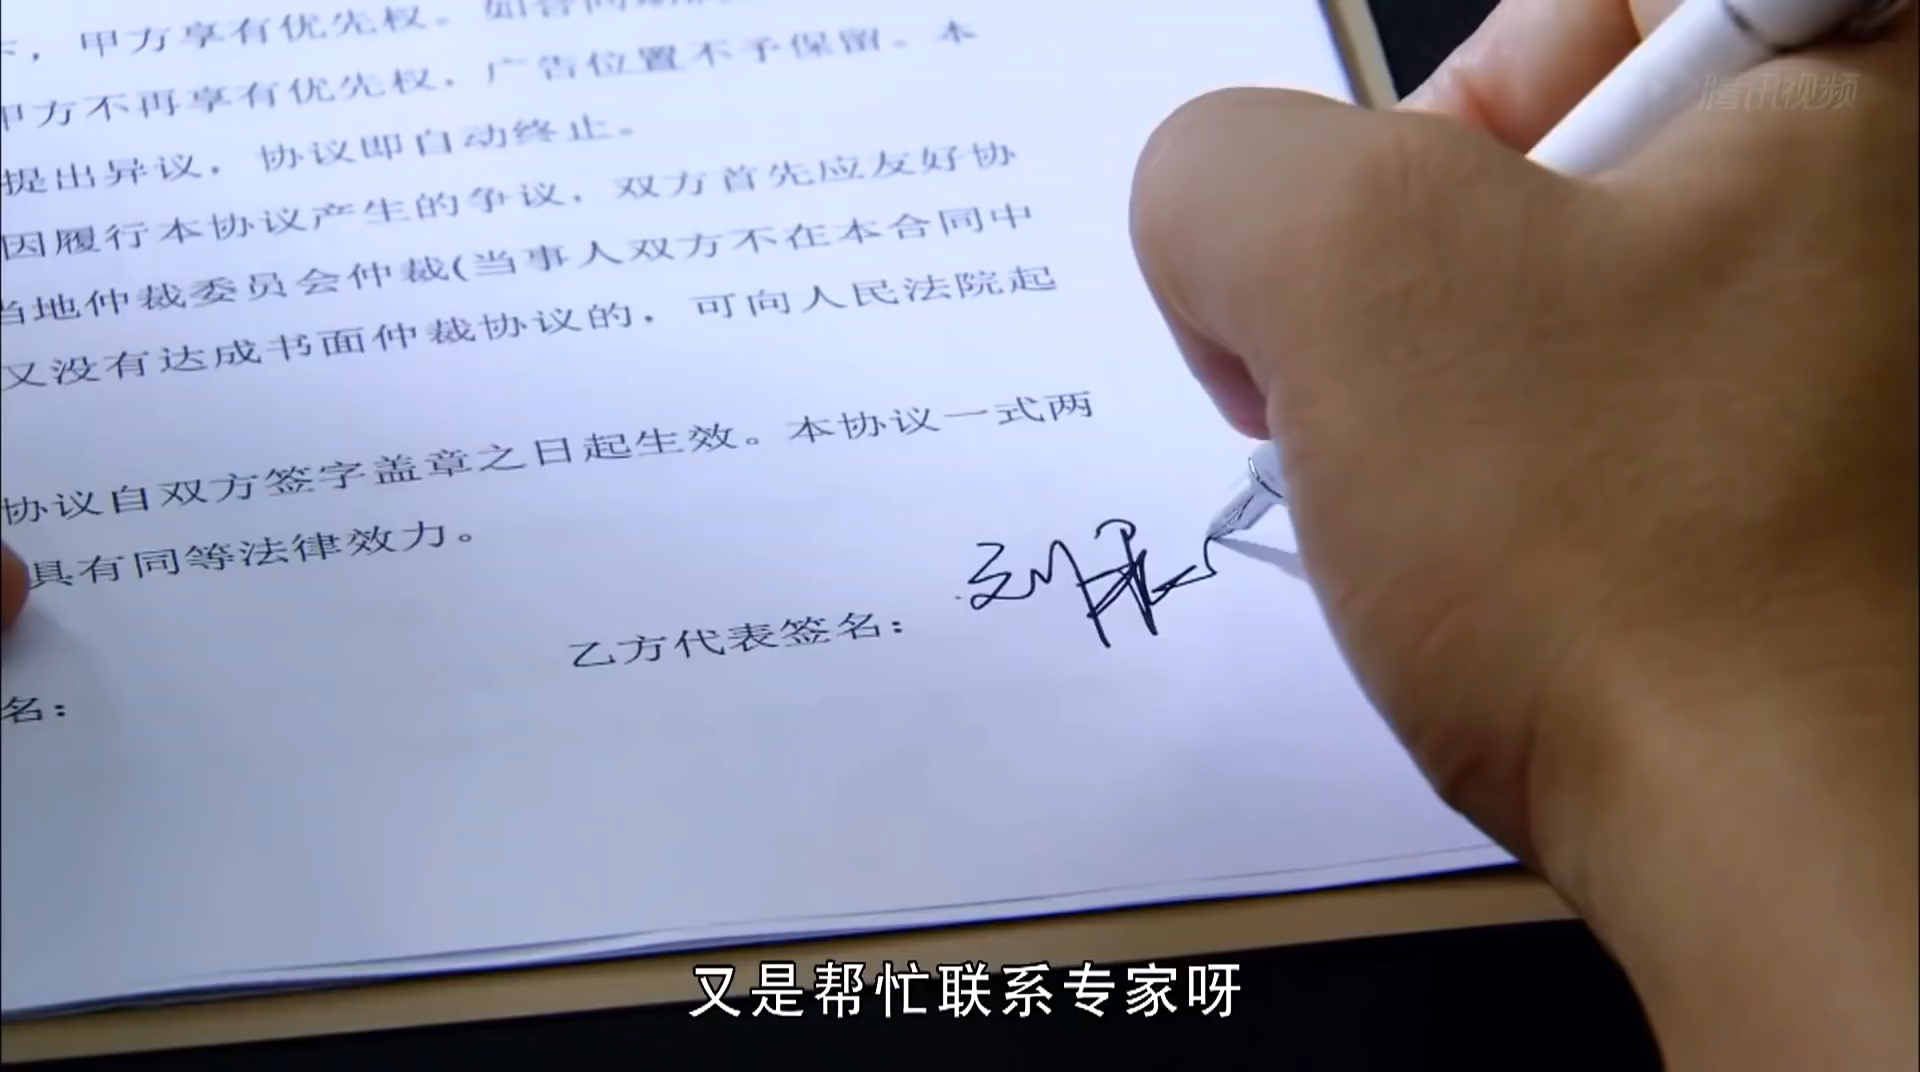 ，甲方享有优先权。如合同
甲方不再享有优先权，广告位置不予保留。本
提出异议，协议即自动终止。
因履行本协议产生的争议，双方首先应友好协
当地仲裁委员会仲裁(当事人双方不在本合同中
又没有达成书面仲裁协议的，可向人民法院起
协议自双方签字盖章之日起生效。本协议一式两
具有同等法律效力。
乙方代表签名：
名：
腾讯视频
又是帮忙联系专家呀